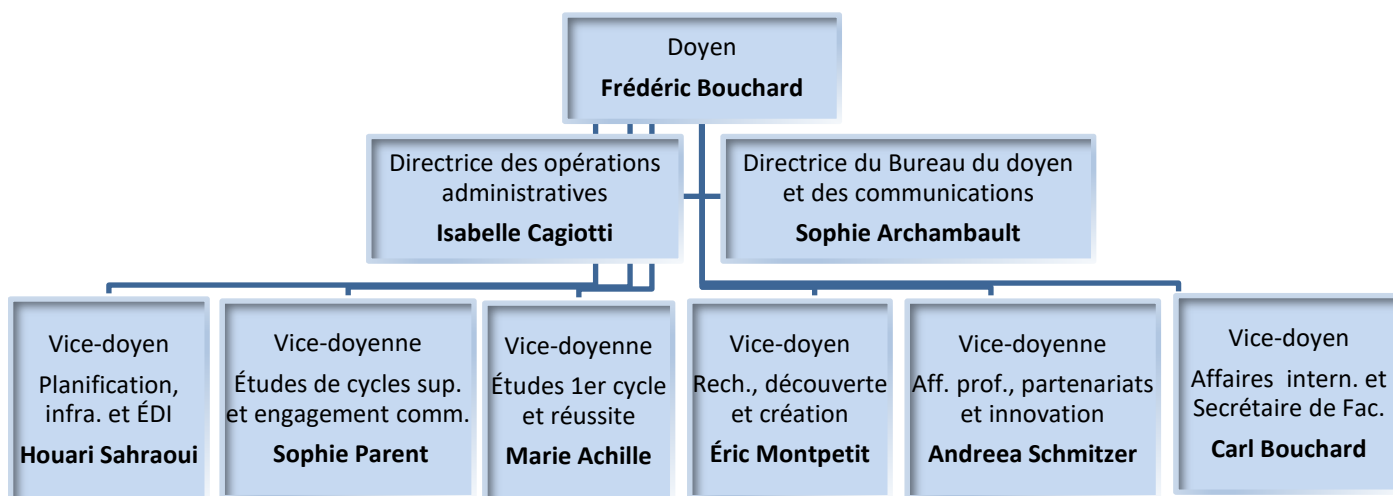 Doyen
Frédéric Bouchard
Directrice des opérations
administratives
Isabelle Cagiotti
Directrice du Bureau du doyen
et des communications
Sophie Archambault
Vice-doyen
Planification,
infra. et ÉDI
Houari Sahraoui
Vice-doyenne
Études de cycles sup.
et engagement comm.
Sophie Parent
Vice-doyenne
Études 1er cycle
et réussite
Marie Achille
Vice-doyen
Rech., découverte
et création
Éric Montpetit
Vice-doyenne
Aff. prof., partenariats
et innovation
Andreea Schmitzer
Vice-doyen
Affaires intern. et
Secrétaire de Fac.
Carl Bouchard